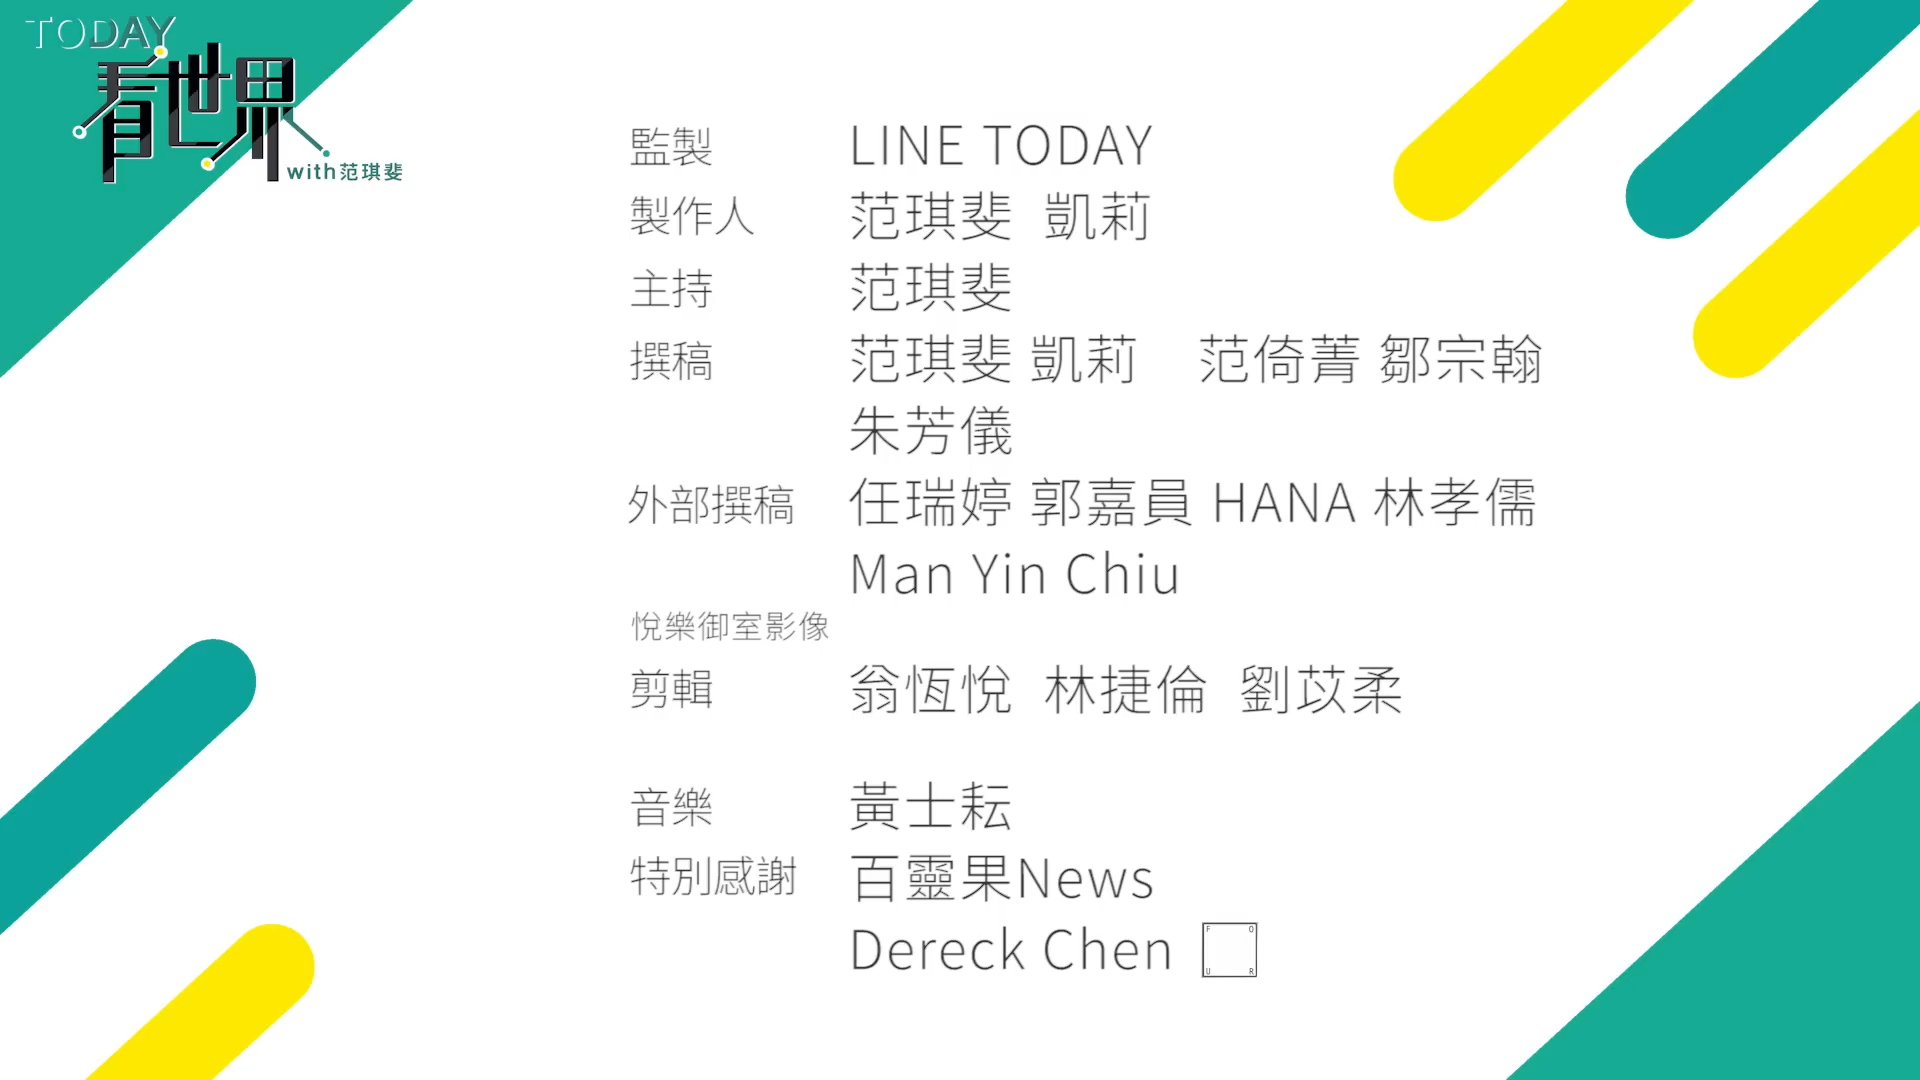 TODAY
看世界
with范琪斐
監製 LINE TODAY
製作人 范琪斐 凱莉
主持 范琪斐
撰稿 范琪斐 凱莉 范倚菁 鄒宗翰
朱芳儀
外部撰稿 任瑞婷 郭嘉員 HANA 林孝儒
Man Yin Chiu
悅樂御室影像
剪輯 翁恆悅 林捷倫 劉苡柔
音樂 黃士耘
特別感謝 百靈果News
Dereck Chen FOUR